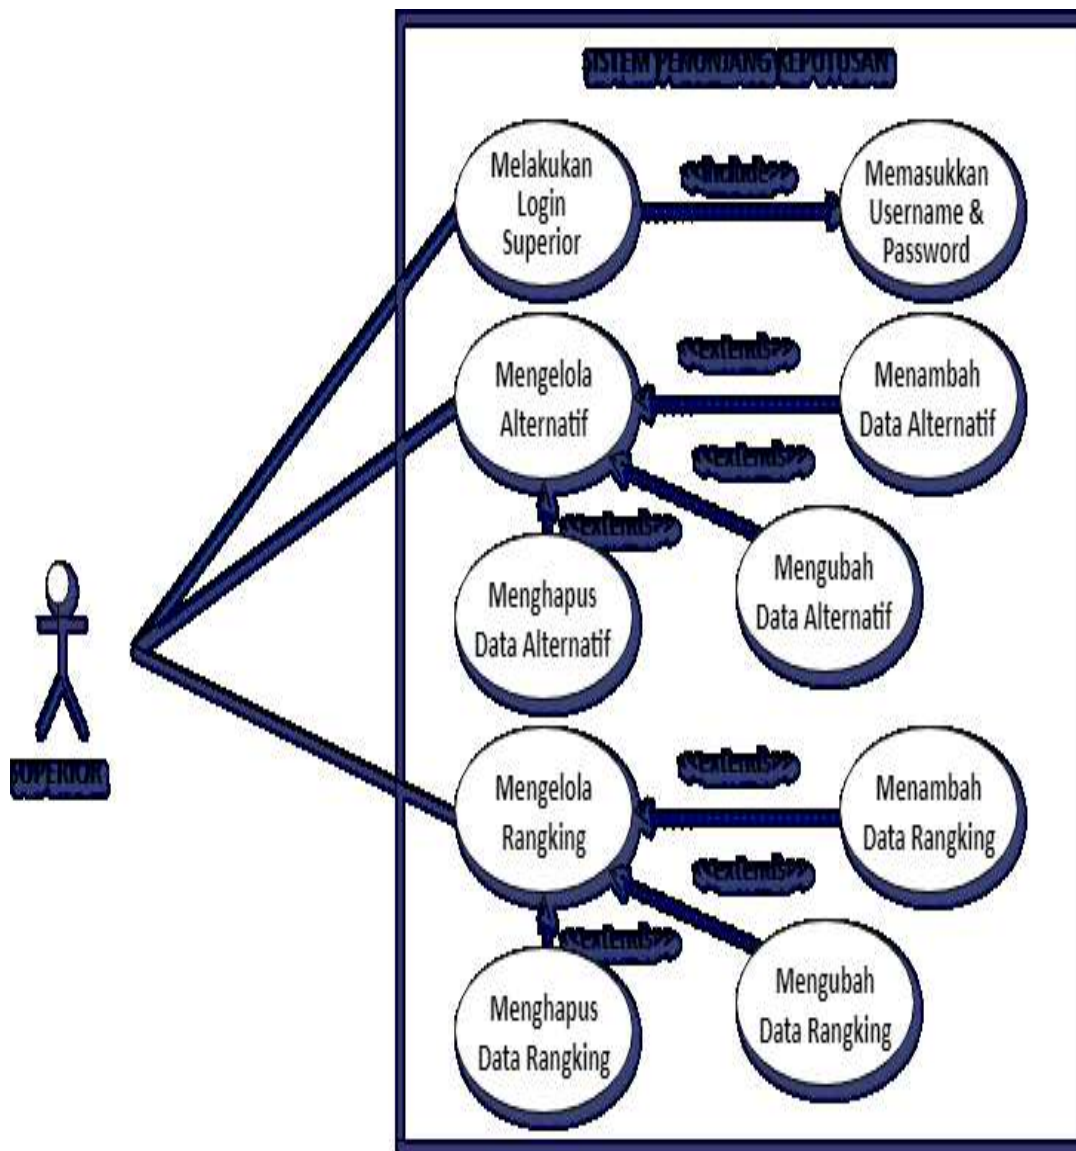 SISTEM PENUNJANG KEPUTUSAN
Melakukan
Login
Superior
<<include>>
Memasukkan
Username &
Password
Mengelola
Alternatif
<<extends>>
Menambah
Data Alternatif
<<extends>>
<<extends>>
Menghapus
Data Alternatif
Mengubah
Data Alternatif
SUPERIOR
Mengelola
Rangking
<<extends>>
Menambah
Data Rangking
<<extends>>
<<extends>>
Menghapus
Data Rangking
Mengubah
Data Rangking